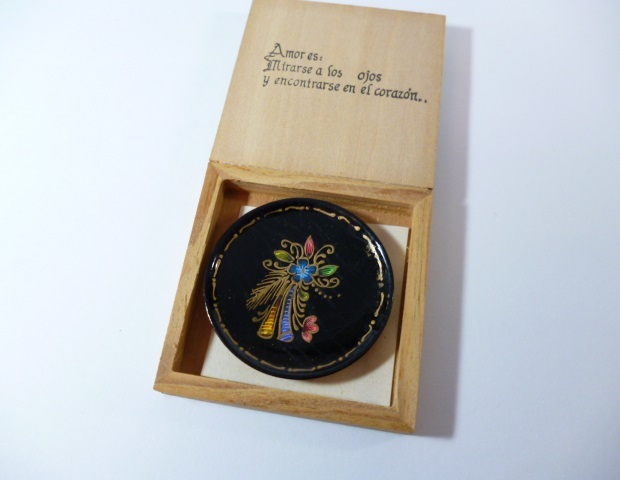 Amor es:
Mirarse a los ojos
y encontrarse en el corazón..